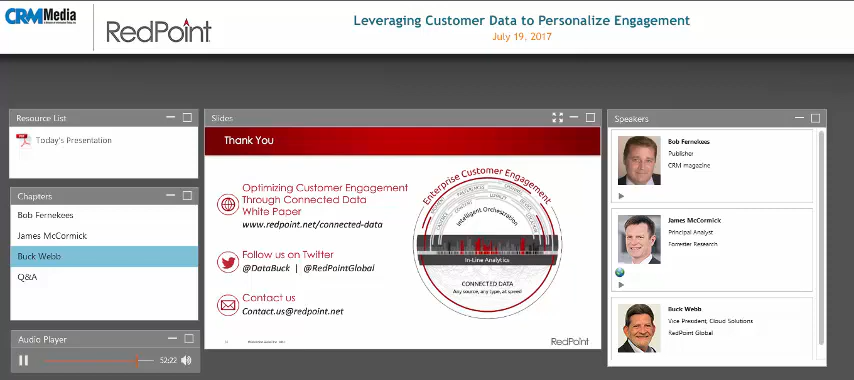 CRM Media
RedPoint
Leveraging Customer Data to Personalize Engagement
July 19, 2017
Resource List
Today's Presentation
Chapters
Bob Fernekees
James McCormick
Buck Webb
Q&A
Audio Player
52:22
Slides
Thank You
Optimizing Customer Engagement
Through Connected Data
White Paper
www.redpoint.net/connected-data
Follow us on Twitter
@DataBuck | @RedPointGlobal
Contact us
Contact.us@redpoint.net
Enterprise Customer Engagement
Intelligent Orchestration
In-Line Analytics
CONNECTED DATA
Any source, any type, at speed
RedPoint
Speakers
Bob Fernekees
Publisher
CRM magazine
James McCormick
Principal Analyst
Forrester Research
Buck Webb
Vice President, Cloud Solutions
RedPoint Global